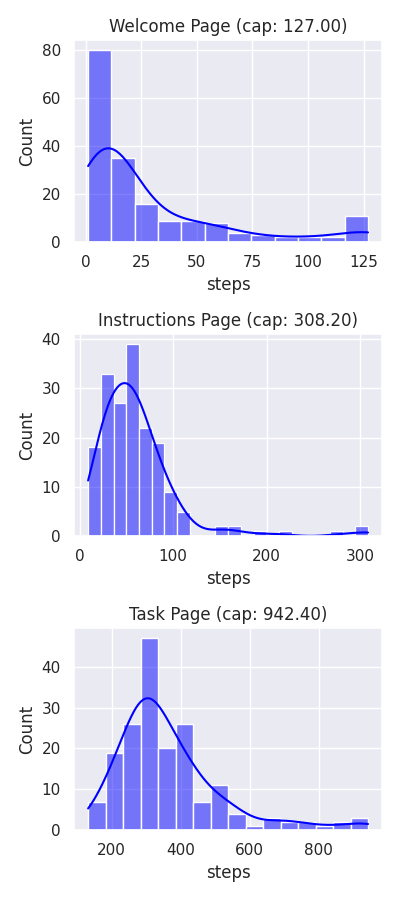 Welcome Page (cap: 127.00)
80
60
40
20
0
Count
0 25 50 75 100 125
steps
Instructions Page (cap: 308.20)
40
30
20
10
0
Count
0 100 200 300
steps
Task Page (cap: 942.40)
40
30
20
10
0
Count
200 400 600 800
steps